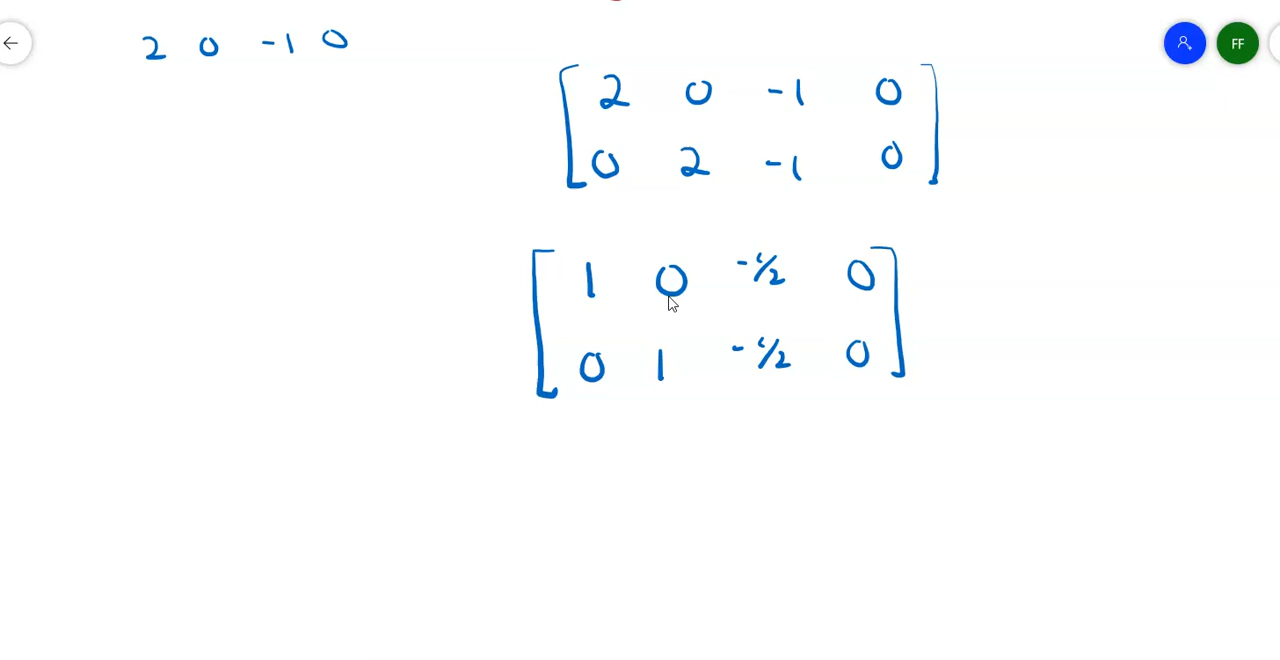 2 0 -1 0
FF
2 0 -1 0
0 2 -1 0
1 0 -1/2 0
0 1 -1/2 0